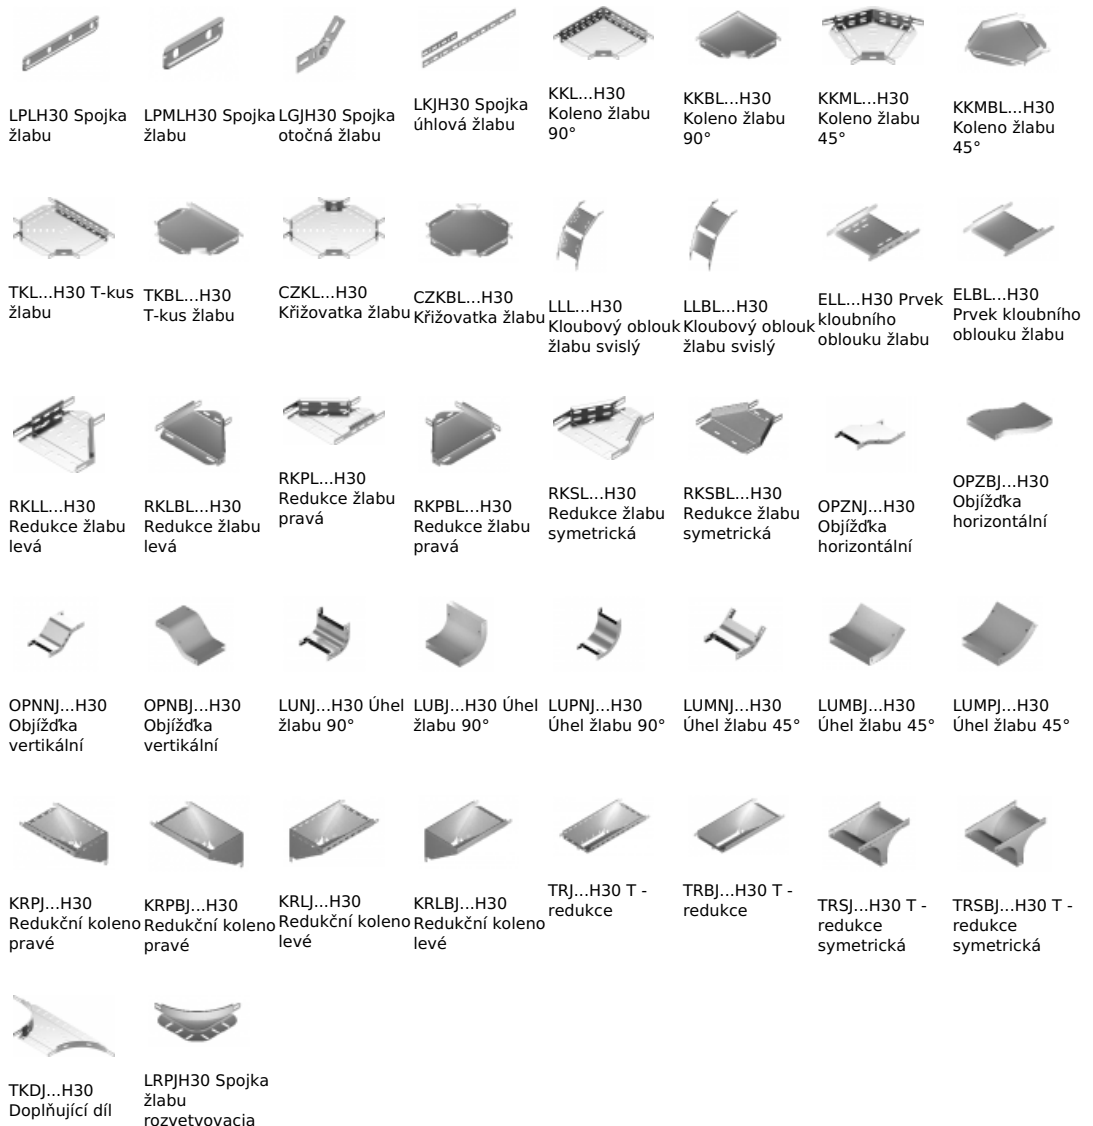 LPLH30 Spojka
žlabu
LPMLH30 Spojka
žlabu
LGJH30 Spojka
otočná žlabu
LKJH30 Spojka
úhlová žlabu
KKL...H30
Koleno žlabu
90°
KKBL...H30
Koleno žlabu
90°
KKML...H30
Koleno žlabu
45°
KKMBL...H30
Koleno žlabu
45°
TKL...H30 T-kus
žlabu
TKBL...H30
T-kus žlabu
CZKL...H30
Křižovatka žlabu
CZKBL...H30
Křižovatka žlabu
LLL...H30
Kloubový oblouk
žlabu svislý
LLBL...H30
Kloubový oblouk
žlabu svislý
ELL...H30 Prvek
kloubního
oblouku žlabu
ELBL...H30
Prvek kloubního
oblouku žlabu
RKLL...H30
Redukce žlabu
levá
RKLBL...H30
Redukce žlabu
levá
RKPL...H30
Redukce žlabu
pravá
RKPBL...H30
Redukce žlabu
pravá
RKSL...H30
Redukce žlabu
symetrická
RKSBL...H30
Redukce žlabu
symetrická
OPZNJ...H30
Objížďka
horizontální
OPZBJ...H30
Objížďka
horizontální
OPNNJ...H30
Objížďka
vertikální
OPNBJ...H30
Objížďka
vertikální
LUNJ...H30 Úhel
žlabu 90°
LUBJ...H30 Úhel
žlabu 90°
LUPNJ...H30
Úhel žlabu 90°
LUMNJ...H30
Úhel žlabu 45°
LUMBJ...H30
Úhel žlabu 45°
LUMPJ...H30
Úhel žlabu 45°
KRPJ...H30
Redukční koleno
pravé
KRPBJ...H30
Redukční koleno
pravé
KRLJ...H30
Redukční koleno
levé
KRLBJ...H30
Redukční koleno
levé
TRJ...H30 T -
redukce
TRBJ...H30 T -
redukce
TRSJ...H30 T -
redukce
symetrická
TRSBJ...H30 T -
redukce
symetrická
TKDJ...H30
Doplňující díl
LRPJH30 Spojka
žlabu
rozvetvovacia